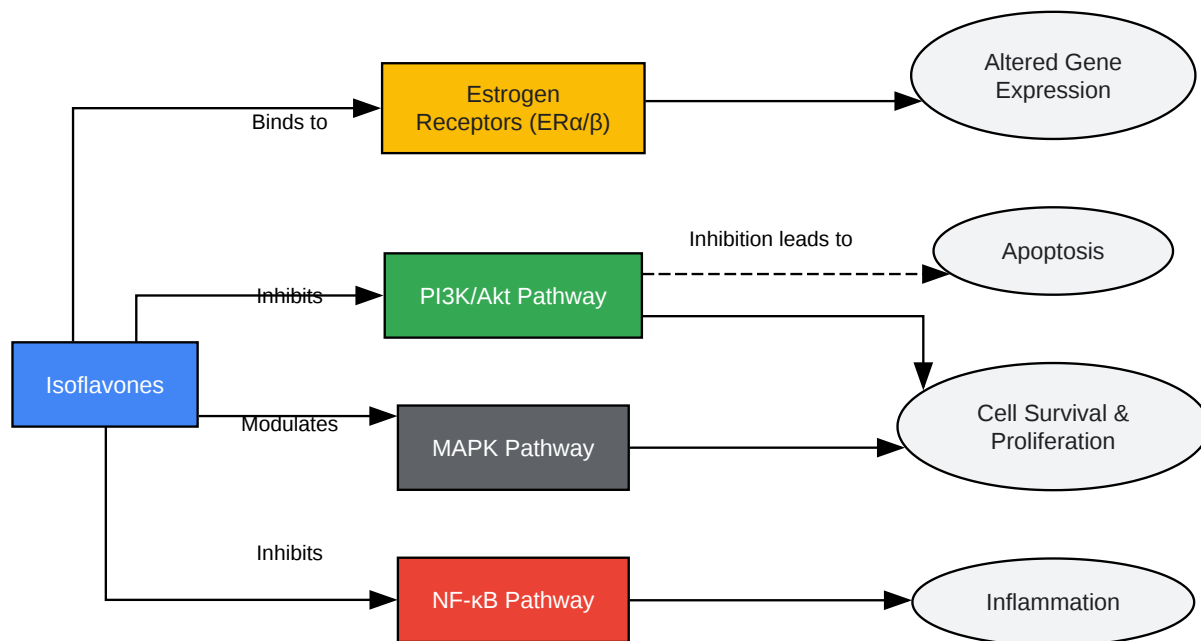 Altered Gene
Expression
Estrogen
Receptors (ERα/β)
Binds to
Inhibition leads to
Apoptosis
Inhibits
PI3K/Akt Pathway
Isoflavones
Modulates
MAPK Pathway
Cell Survival &
Proliferation
Inhibits
NF-κB Pathway
Inflammation